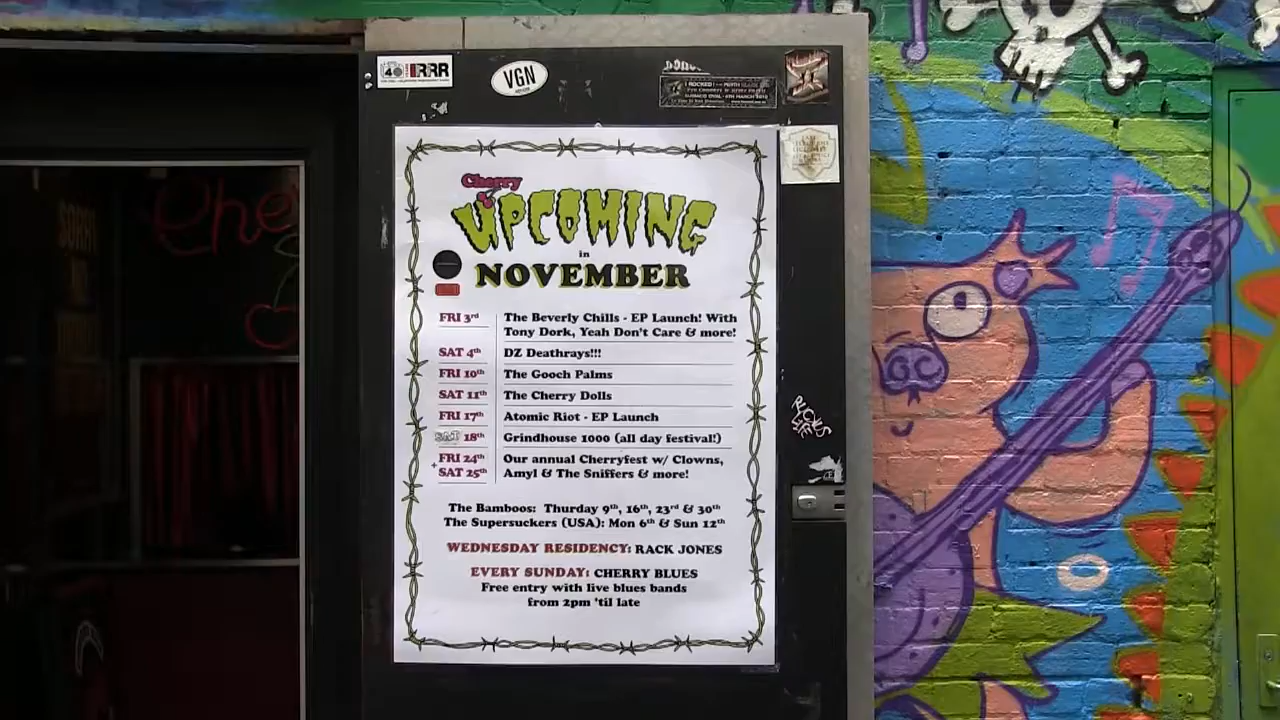 RRR
VGN
Cherry
UPCOMING
in
NOVEMBER
FRI 3rd The Beverly Chills - EP Launch! With
Tony Dork, Yeah Don't Care & more!
SAT 4th DZ Deathrays!!!
FRI 10th The Gooch Palms
SAT 11th The Cherry Dolls
FRI 17th Atomic Riot - EP Launch
SAT 18th Grindhouse 1000 (all day festival!)
FRI 24th Our annual Cherryfest w/ Clowns,
+ SAT 25th Amyl & The Sniffers & more!
The Bamboos: Thurday 9th, 16th, 23rd & 30th
The Supersuckers (USA): Mon 6th & Sun 12th
WEDNESDAY RESIDENCY: RACK JONES
EVERY SUNDAY: CHERRY BLUES
Free entry with live blues bands
from 2pm 'til late
Che